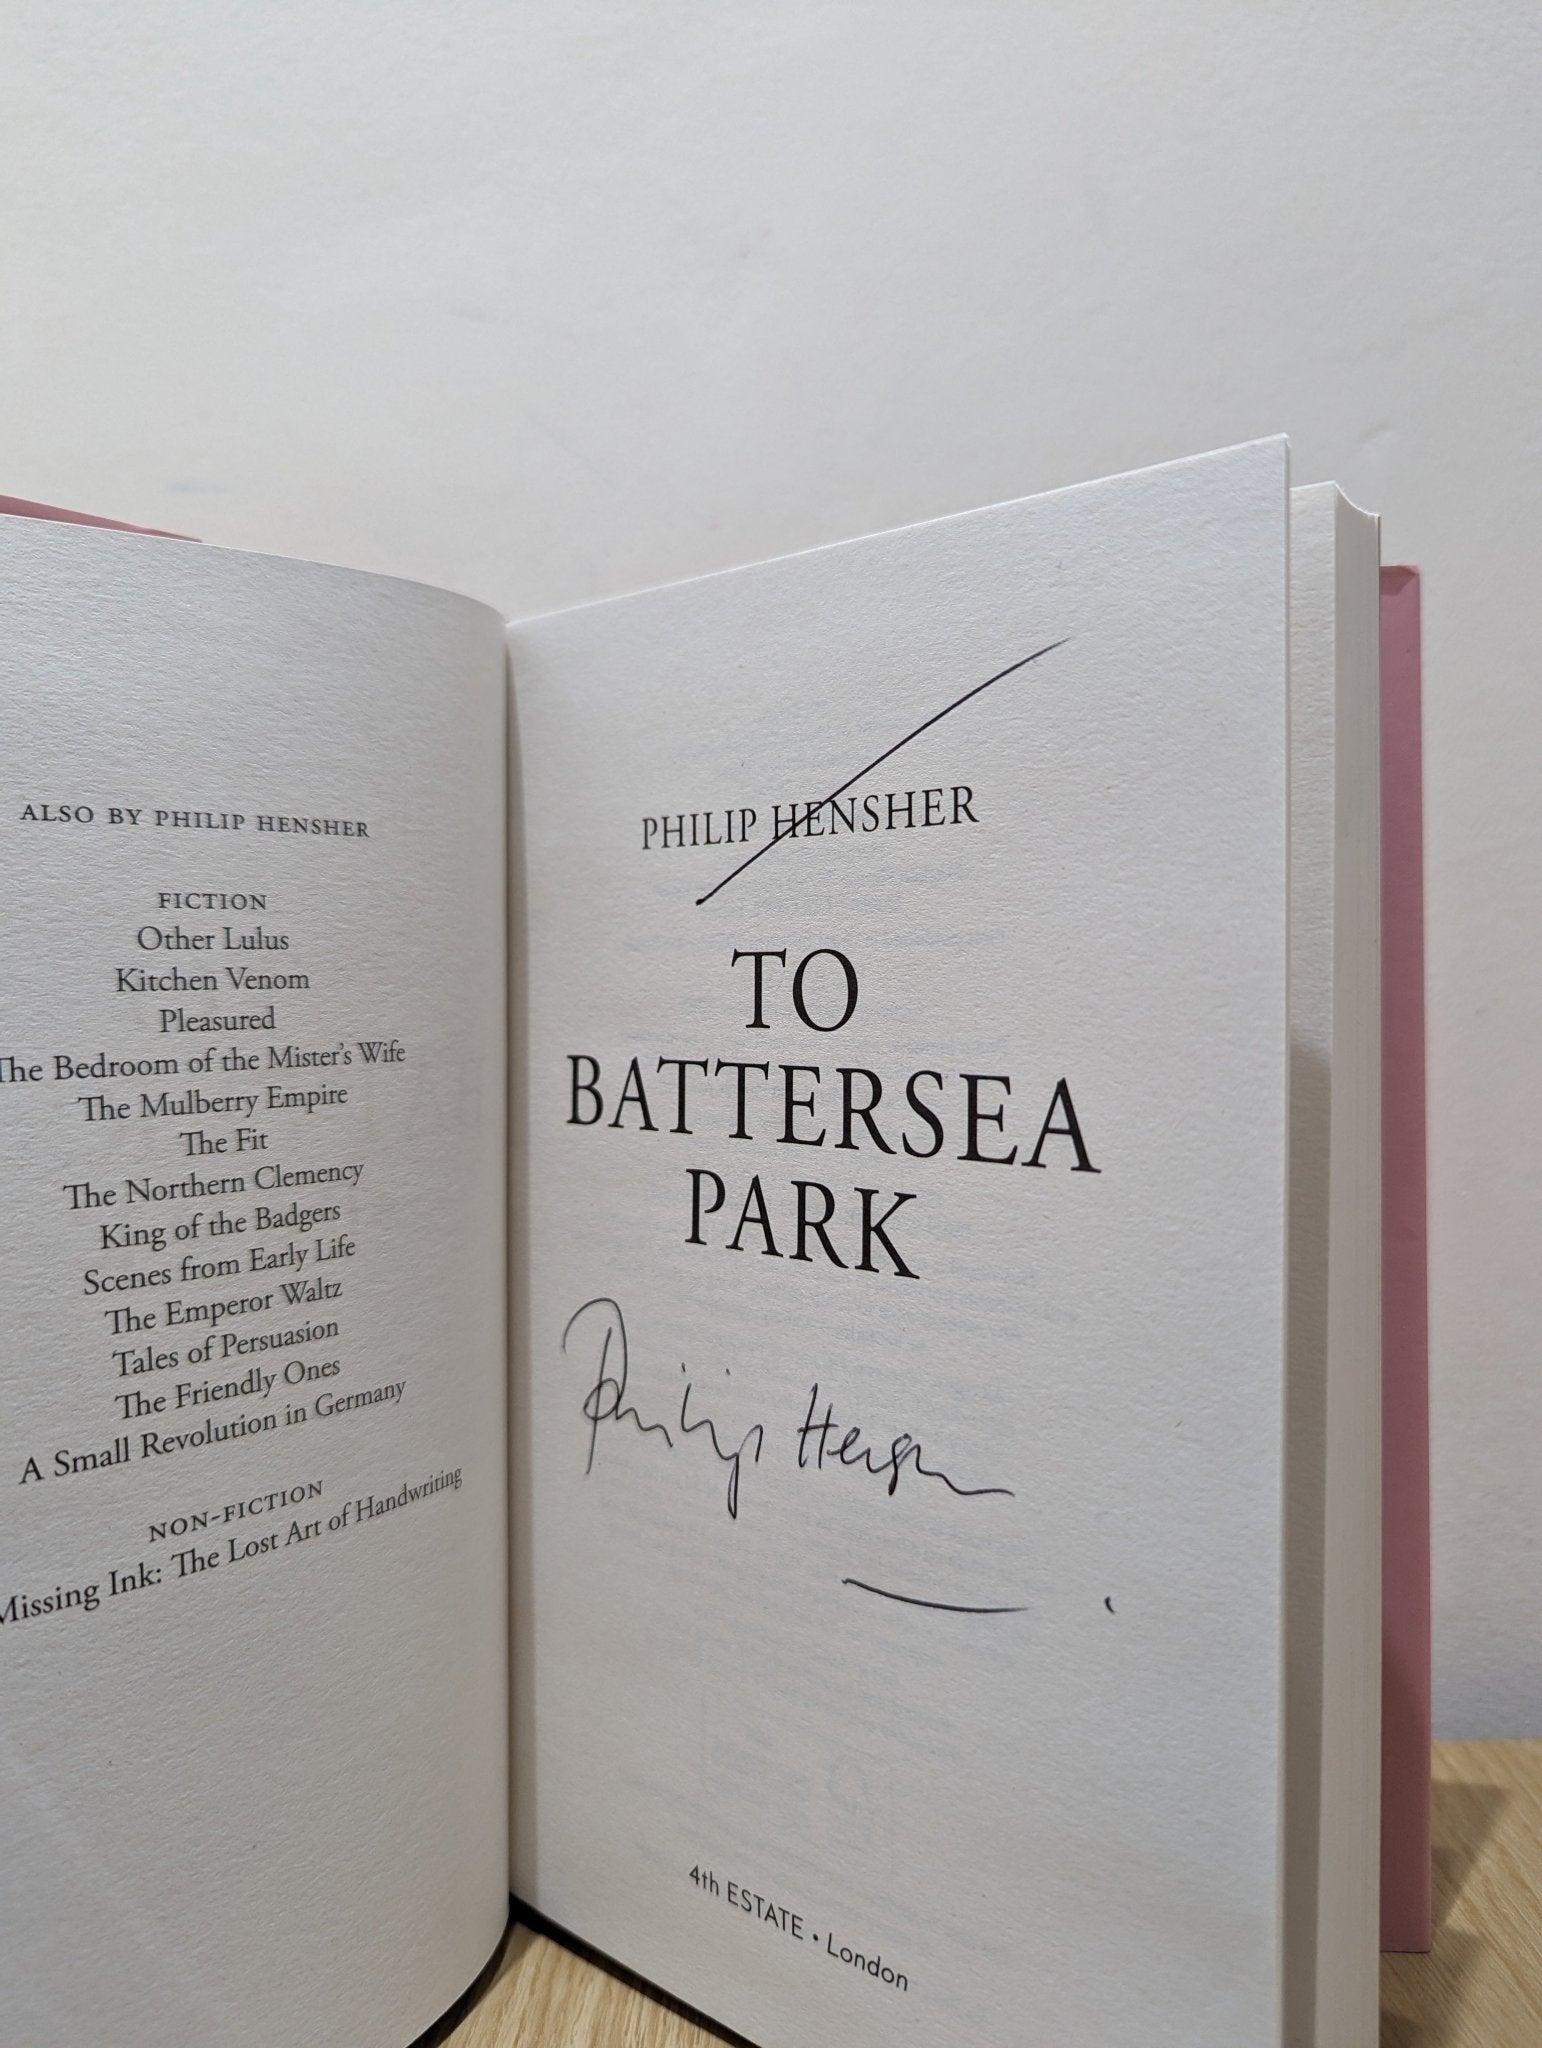 ALSO BY PHILIP HENSHER
FICTION
Other Lulus
Kitchen Venom
Pleasured
The Bedroom of the Mister's Wife
The Mulberry Empire
The Fit
The Northern Clemency
King of the Badgers
Scenes from Early Life
The Emperor Waltz
Tales of Persuasion
The Friendly Ones
A Small Revolution in Germany
NON-FICTION
Missing Ink: The Lost Art of Handwriting
PHILIP HENSHER
TO
BATTERSEA
PARK
Philip Hensher
4th ESTATE • London